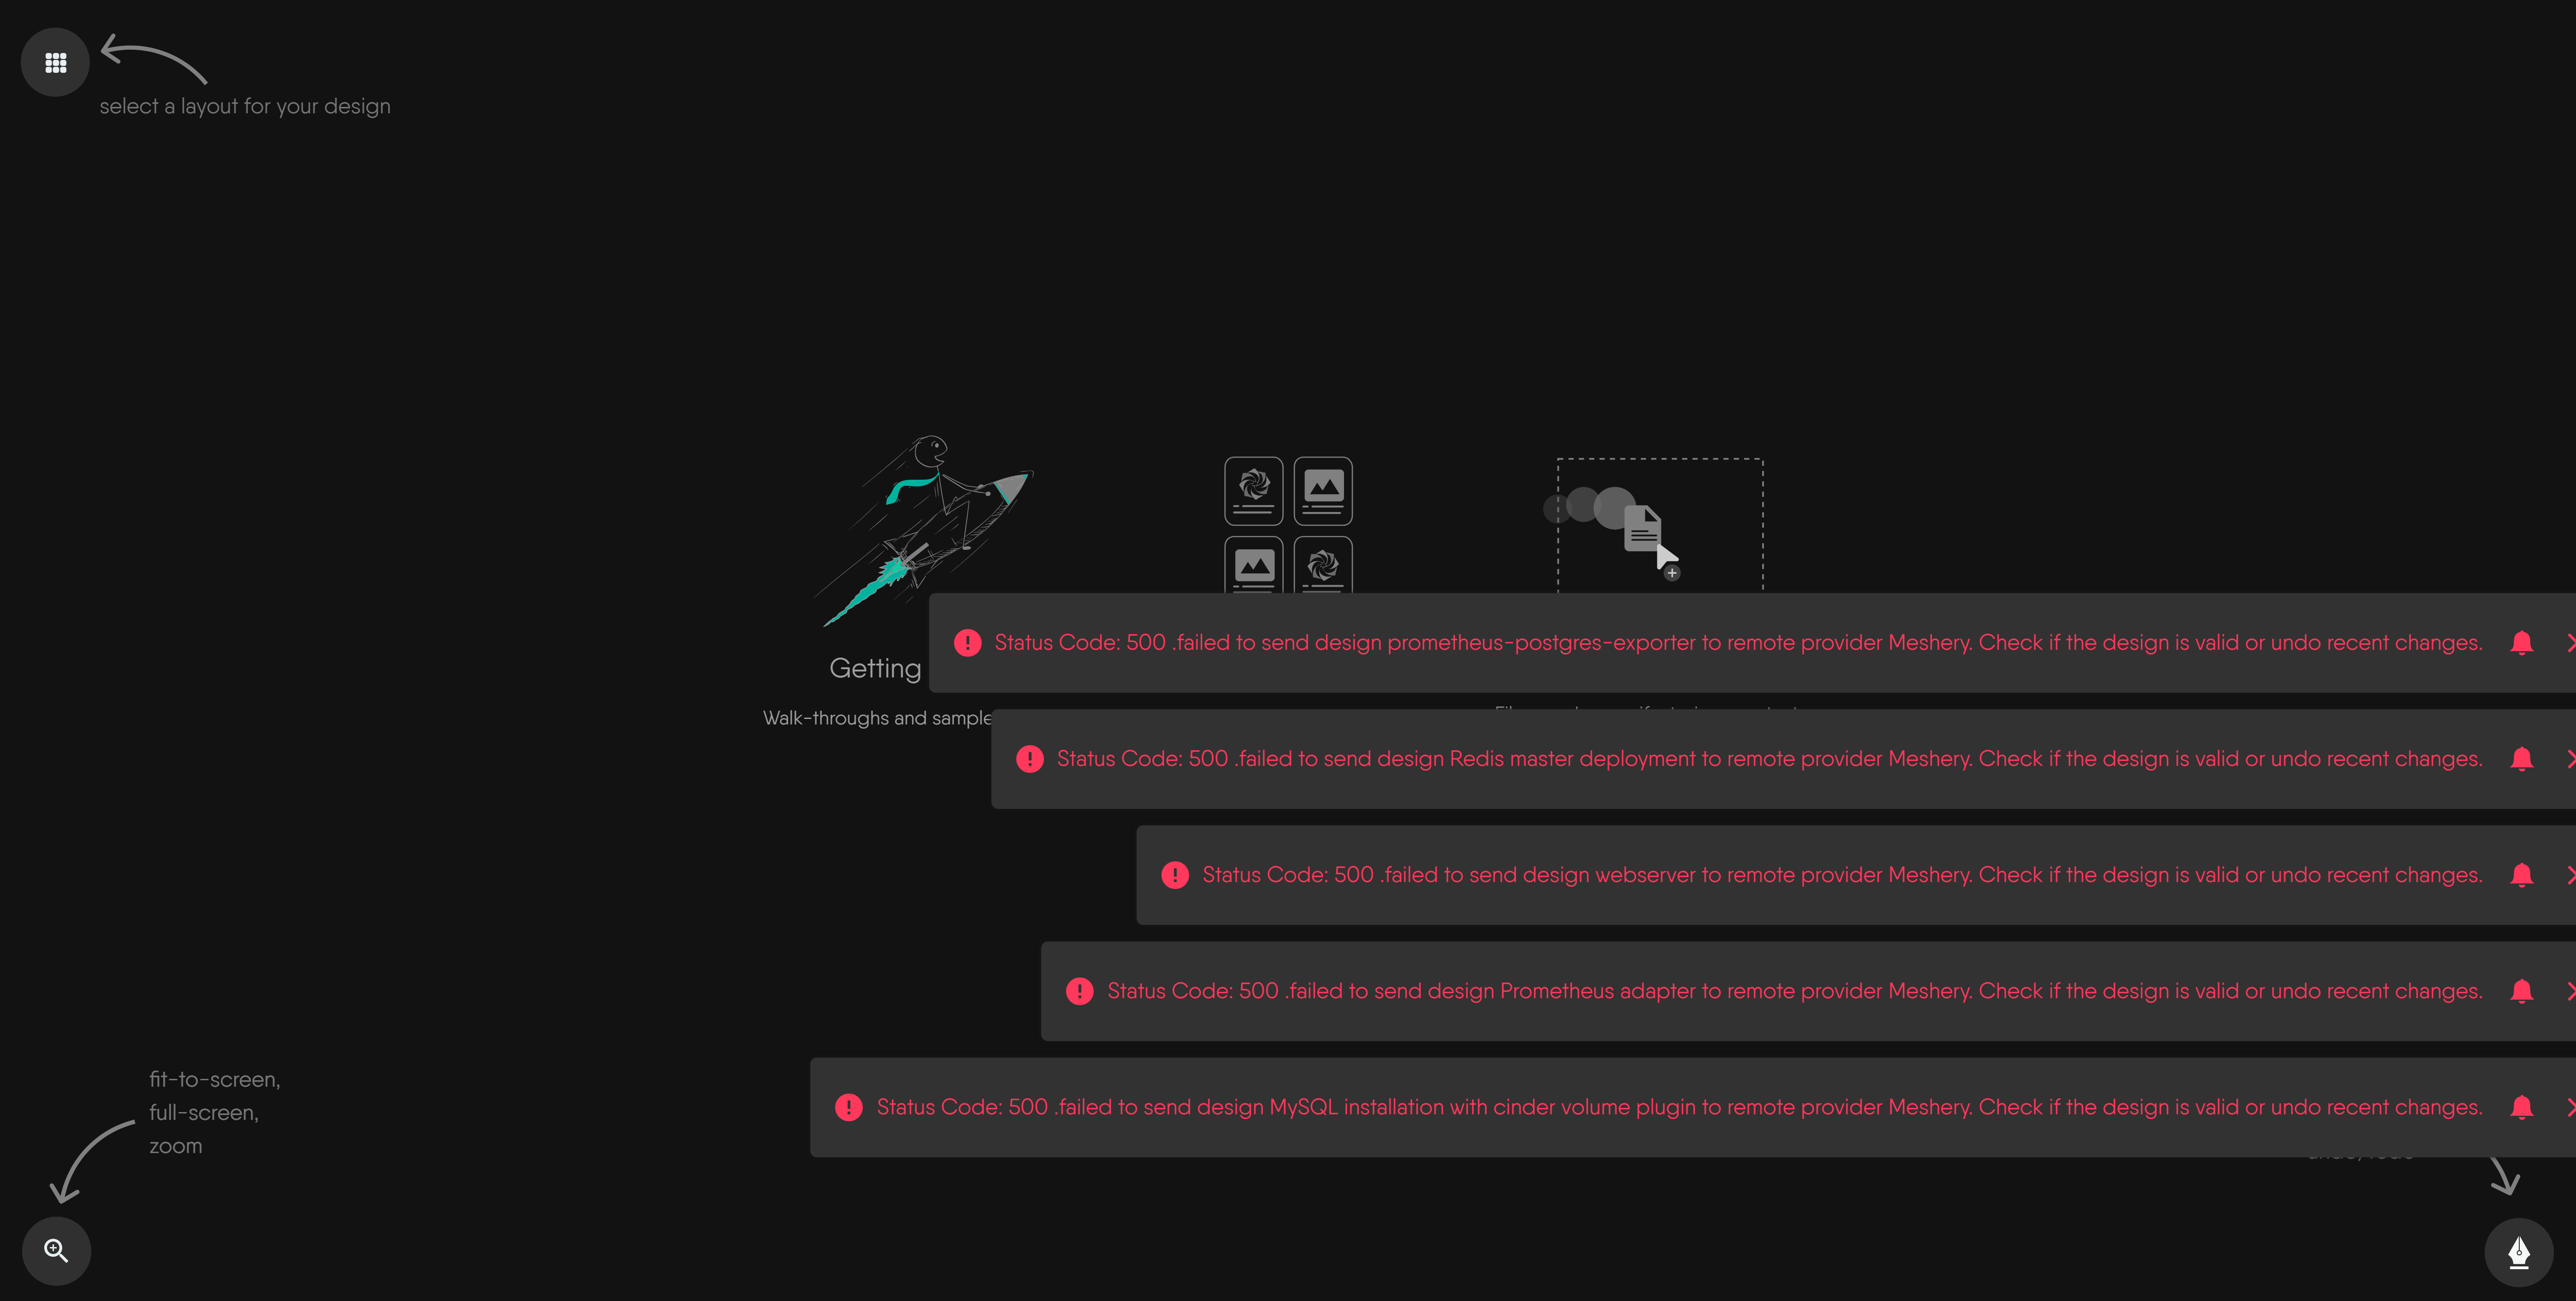 select a layout for your design
Status Code: 500 .failed to send design prometheus-postgres-exporter to remote provider Meshery. Check if the design is valid or undo recent changes.
Getting
Walk-throughs and sample
Status Code: 500 .failed to send design Redis master deployment to remote provider Meshery. Check if the design is valid or undo recent changes.
Status Code: 500 .failed to send design webserver to remote provider Meshery. Check if the design is valid or undo recent changes.
Status Code: 500 .failed to send design Prometheus adapter to remote provider Meshery. Check if the design is valid or undo recent changes.
Status Code: 500 .failed to send design MySQL installation with cinder volume plugin to remote provider Meshery. Check if the design is valid or undo recent changes.
fit-to-screen,
full-screen,
zoom